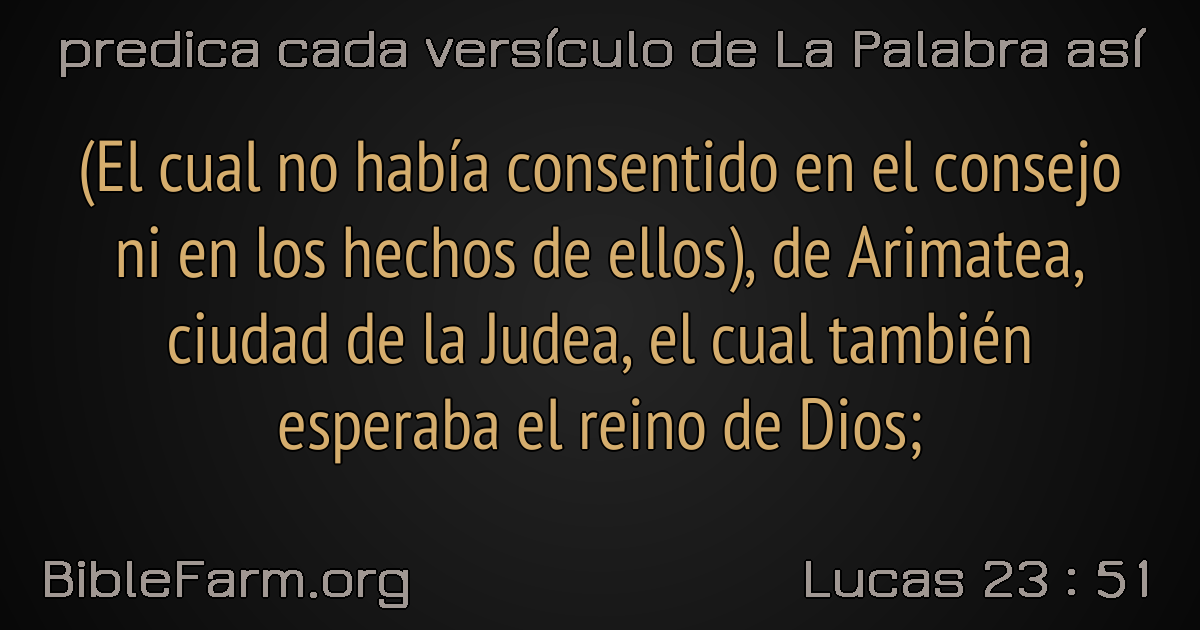 predica cada versículo de La Palabra así
(El cual no había consentido en el consejo
ni en los hechos de ellos), de Arimatea,
ciudad de la Judea, el cual también
esperaba el reino de Dios;
BibleFarm.org
Lucas 23 : 51